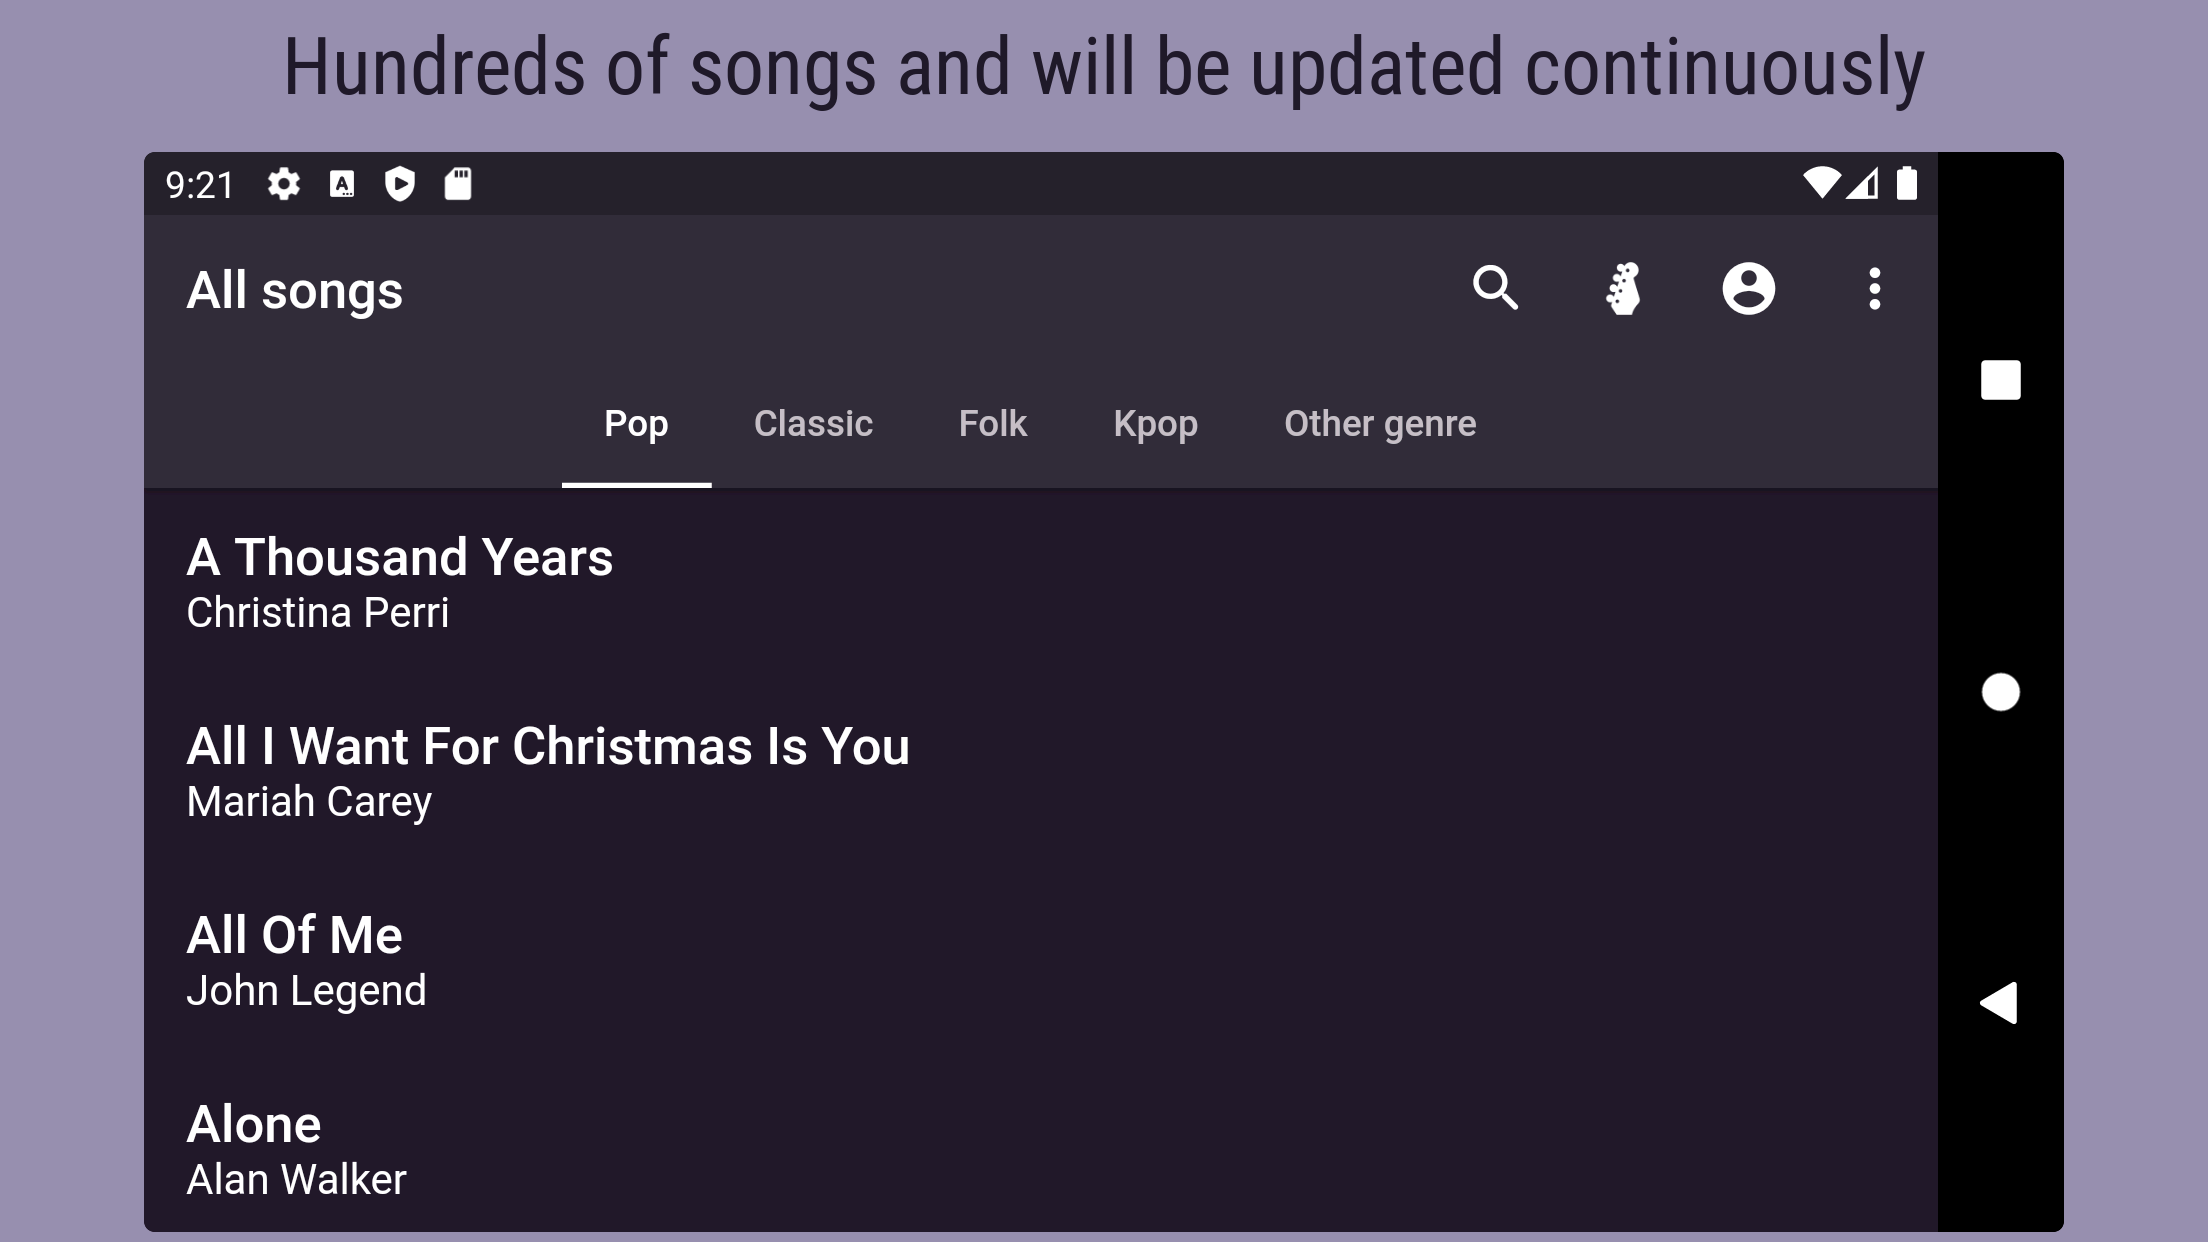 Hundreds of songs and will be updated continuously
9:21
All songs
Pop Classic Folk Kpop Other genre
A Thousand Years
Christina Perri
All I Want For Christmas Is You
Mariah Carey
All Of Me
John Legend
Alone
Alan Walker